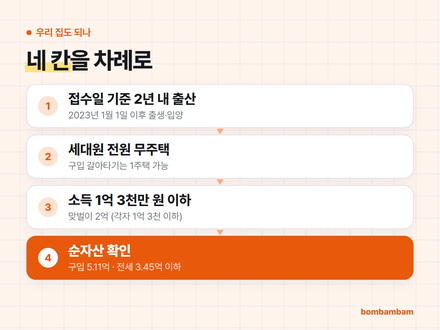 우리 집도 되나
네 칸을 차례로
1
접수일 기준 2년 내 출산
2023년 1월 1일 이후 출생·입양
2
세대원 전원 무주택
구입 갈아타기는 1주택 가능
3
소득 1억 3천만 원 이하
맞벌이 2억 (각자 1억 3천 이하)
4
순자산 확인
구입 5.11억 · 전세 3.45억 이하
bombambam